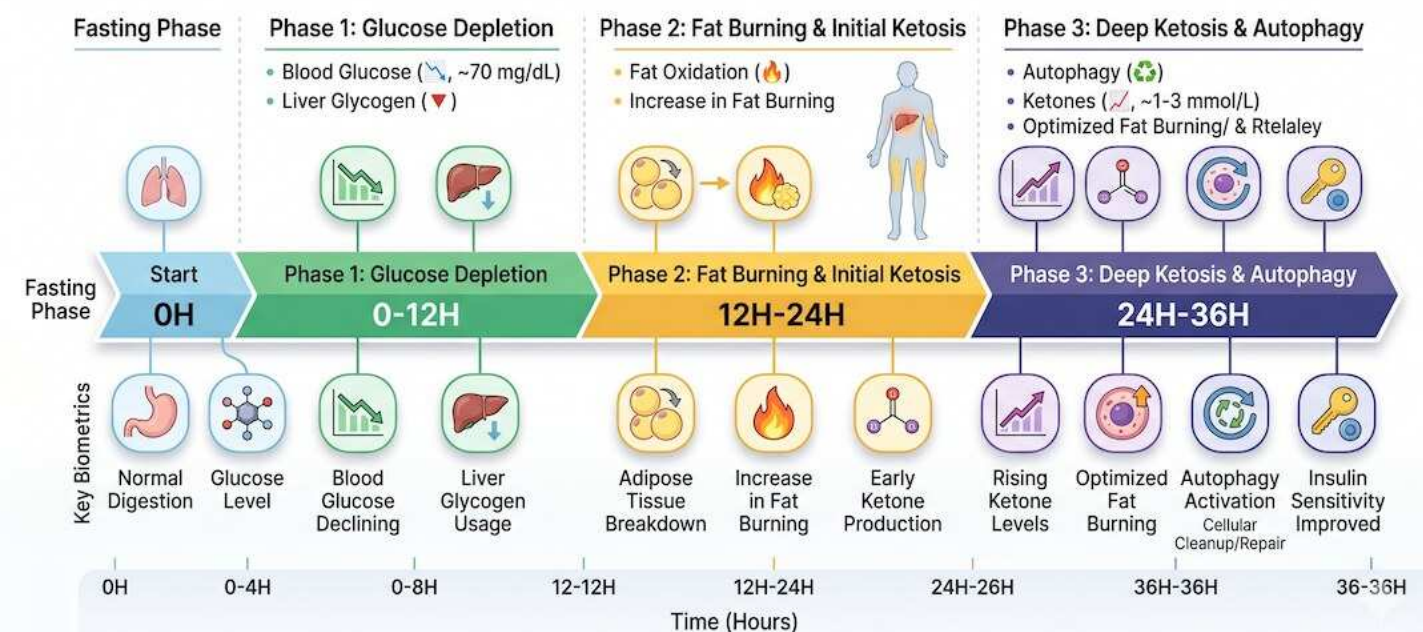 Fasting Phase
Phase 1: Glucose Depletion
• Blood Glucose (📉, ~70 mg/dL)
• Liver Glycogen (▼)
Phase 2: Fat Burning & Initial Ketosis
• Fat Oxidation (🔥)
• Increase in Fat Burning
Phase 3: Deep Ketosis & Autophagy
• Autophagy (♻)
• Ketones (📈, ~1-3 mmol/L)
• Optimized Fat Burning/ & Rtelaley
Fasting
Phase
Start
0H
Phase 1: Glucose Depletion
0-12H
Phase 2: Fat Burning & Initial Ketosis
12H-24H
Phase 3: Deep Ketosis & Autophagy
24H-36H
Key Biometrics
Normal
Digestion
Glucose
Level
Blood
Glucose
Declining
Liver
Glycogen
Usage
Adipose
Tissue
Breakdown
Increase
in Fat
Burning
Early
Ketone
Production
Rising
Ketone
Levels
Optimized
Fat
Burning
Autophagy
Activation
Cellular
Cleanup/Repair
Insulin
Sensitivity
Improved
0H
0-4H
0-8H
12-12H
12H-24H
24H-26H
36H-36H
36-36H
Time (Hours)